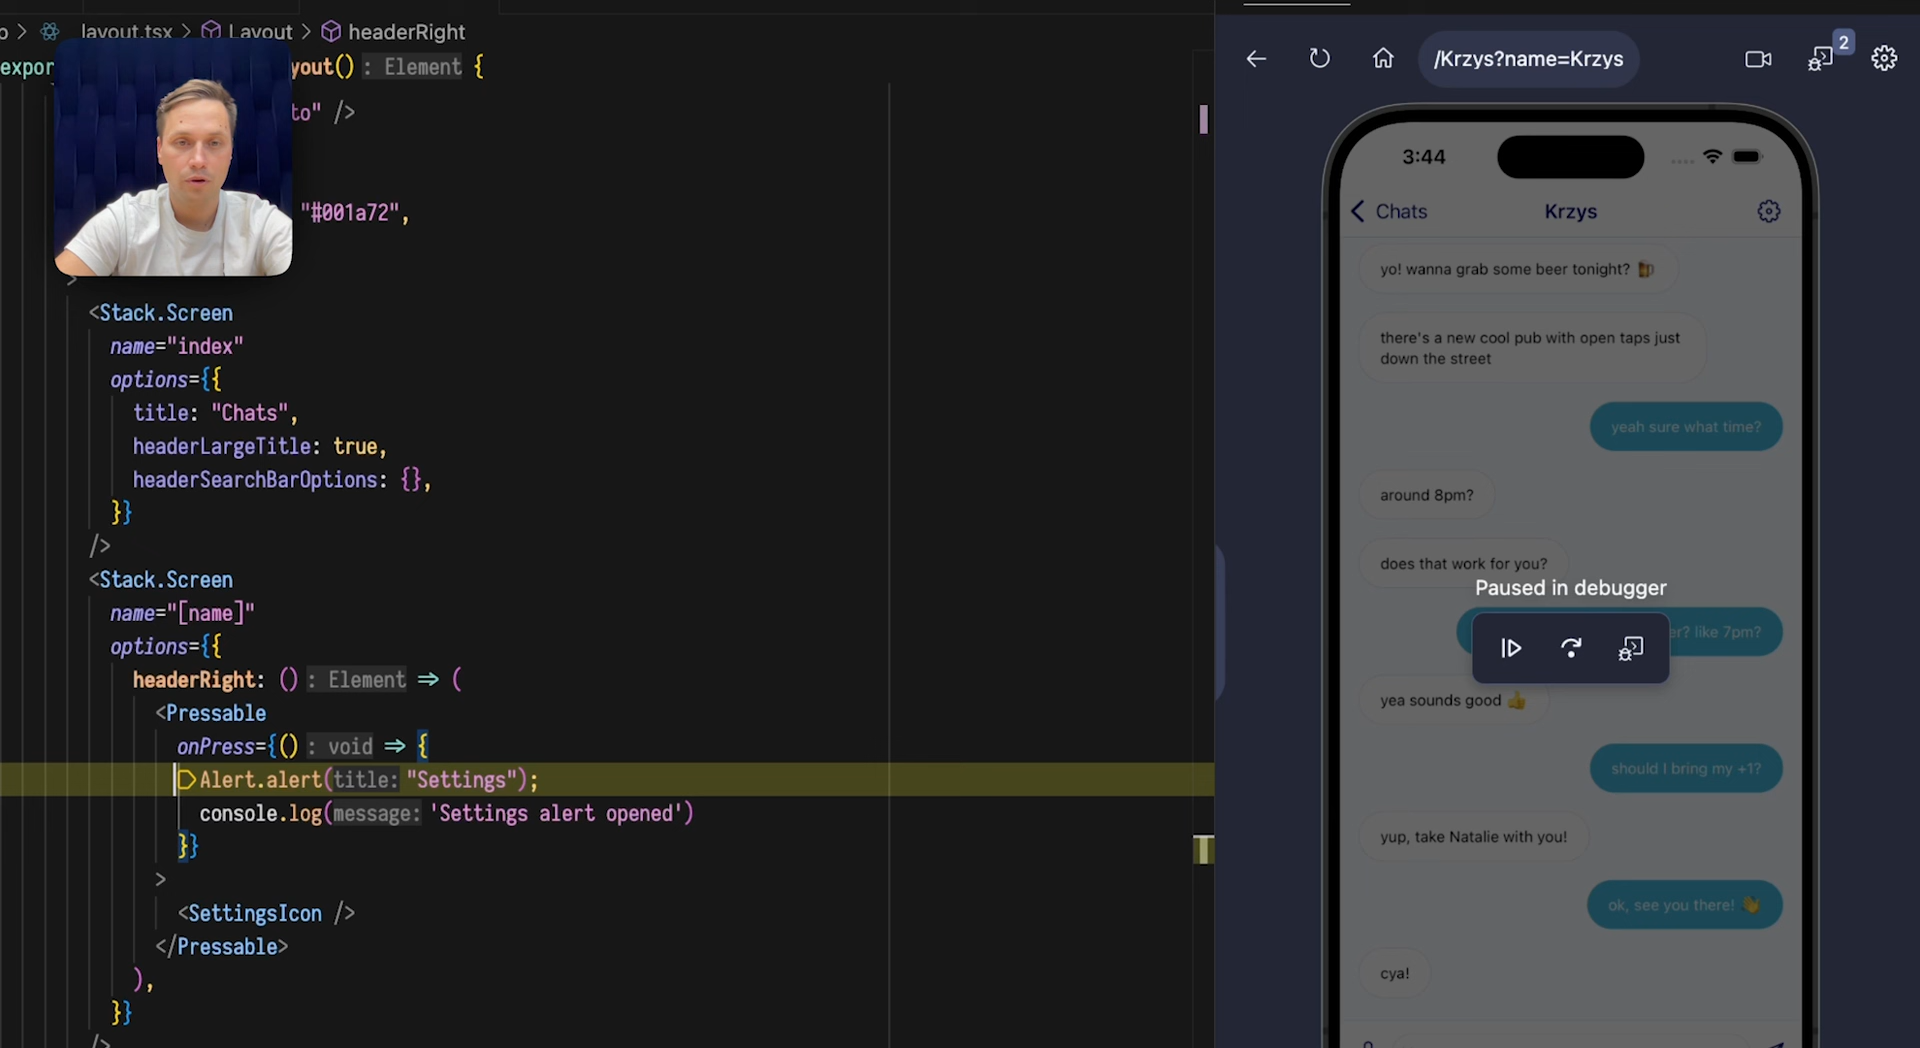 layout.tsx > Layout > headerRight
yout() : Element {
to" />
"#001a72",
>
<Stack.Screen
name="index"
options={{
title: "Chats",
headerLargeTitle: true,
headerSearchBarOptions: {},
}}
/>
<Stack.Screen
name="[name]"
options={{
headerRight: () : Element => (
<Pressable
onPress={() : void => {
Alert.alert(title: "Settings");
console.log(message: 'Settings alert opened')
}}
>
<SettingsIcon />
</Pressable>
),
}}
/>
/Krzys?name=Krzys
2
3:44
Chats
Krzys
yo! wanna grab some beer tonight? 🍺
there's a new cool pub with open taps just
down the street
yeah sure what time?
around 8pm?
does that work for you?
Paused in debugger
like 7pm?
yea sounds good 👍
should I bring my +1?
yup, take Natalie with you!
ok, see you there! 👋
cya!